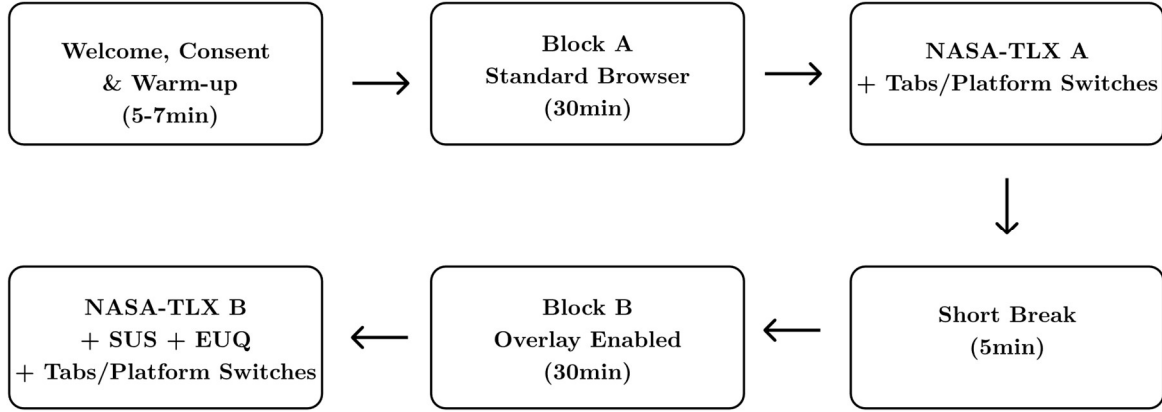 Welcome, Consent
& Warm-up
(5-7min)
Block A
Standard Browser
(30min)
NASA-TLX A
+ Tabs/Platform Switches
Short Break
(5min)
Block B
Overlay Enabled
(30min)
NASA-TLX B
+ SUS + EUQ
+ Tabs/Platform Switches